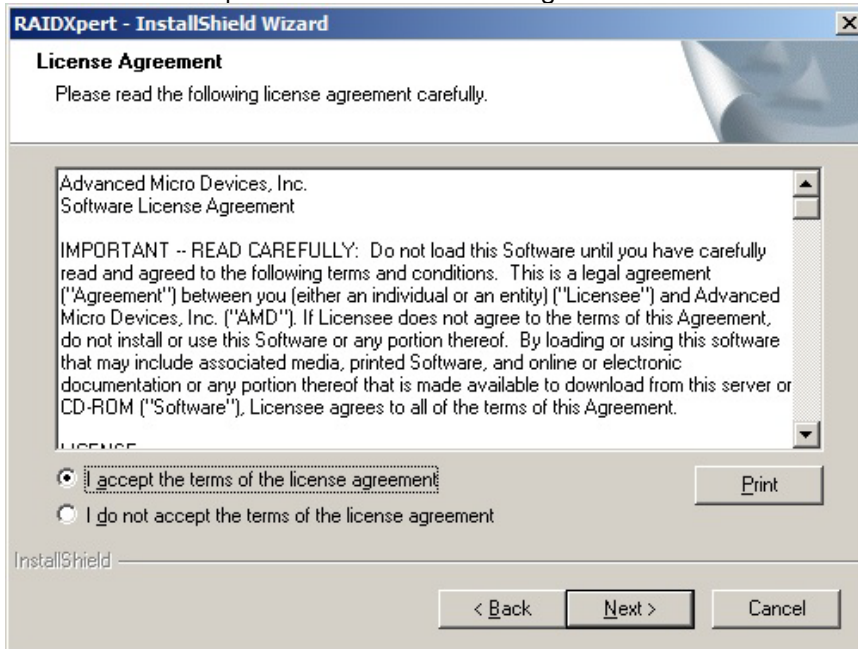 RAIDXpert - InstallShield Wizard
License Agreement
Please read the following license agreement carefully.
Advanced Micro Devices, Inc.
Software License Agreement
IMPORTANT -- READ CAREFULLY: Do not load this Software until you have carefully
read and agreed to the following terms and conditions. This is a legal agreement
("Agreement") between you (either an individual or an entity) ("Licensee") and Advanced
Micro Devices, Inc. ("AMD"). If Licensee does not agree to the terms of this Agreement,
do not install or use this Software or any portion thereof. By loading or using this software
that may include associated media, printed Software, and online or electronic
documentation or any portion thereof that is made available to download from this server or
CD-ROM ("Software"), Licensee agrees to all of the terms of this Agreement.
LICENSE
I accept the terms of the license agreement
Print
I do not accept the terms of the license agreement
InstallShield
< Back
Next >
Cancel